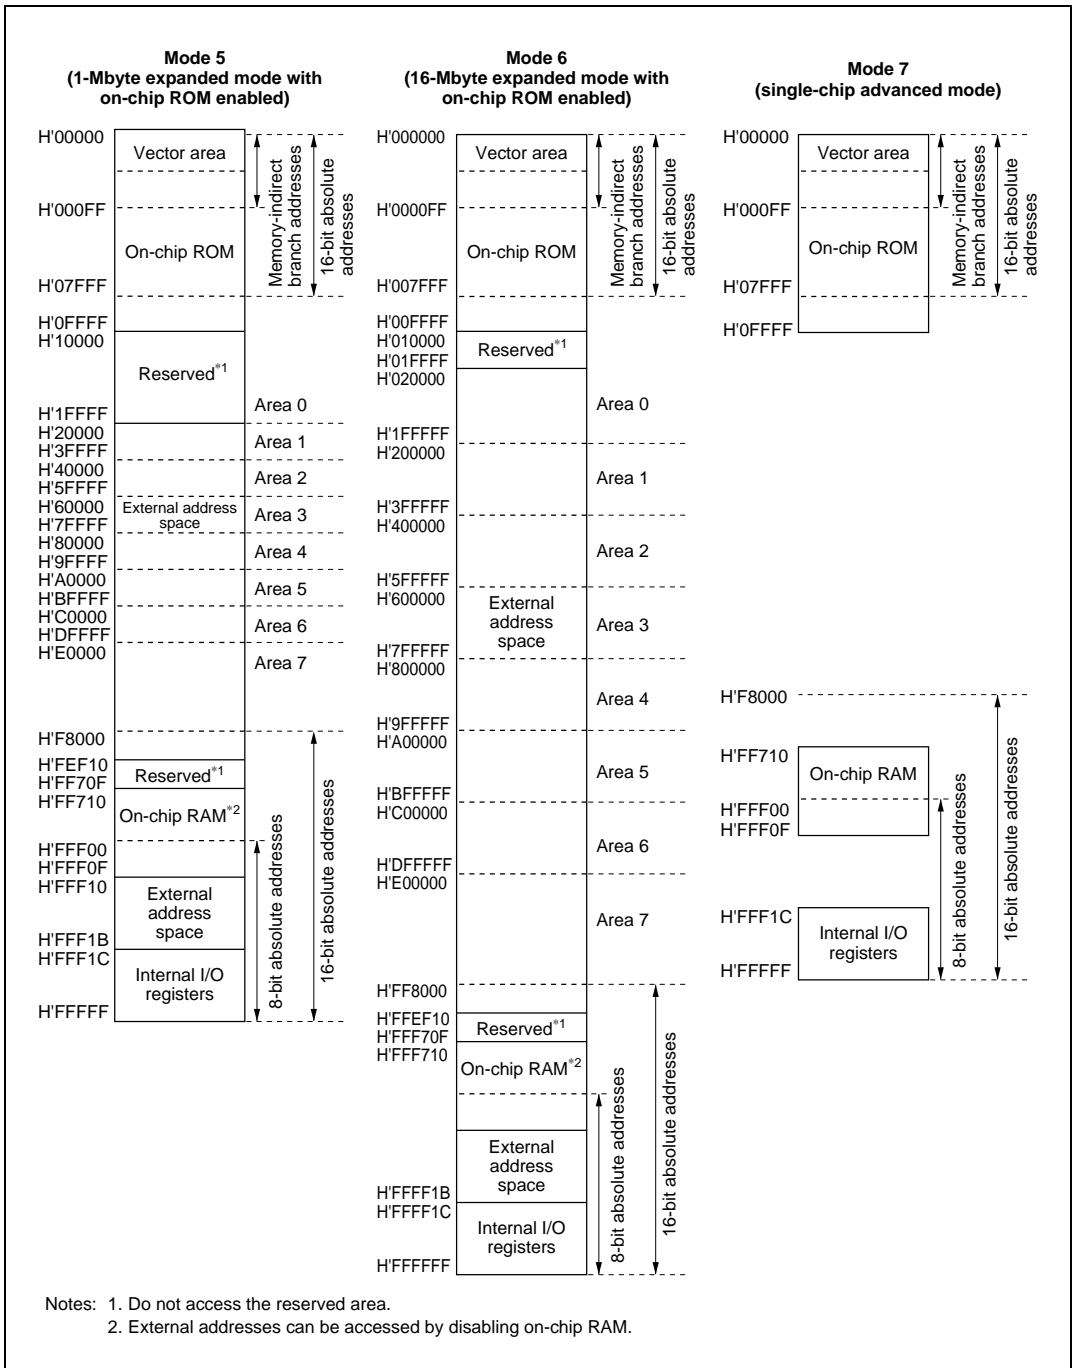 Mode 5
(1-Mbyte expanded mode with
on-chip ROM enabled)
H'00000
Vector area
H'000FF
On-chip ROM
H'07FFF
Memory-indirect
branch addresses
16-bit absolute
addresses
H'0FFFF
H'10000
Reserved*1
H'1FFFF
Area 0
H'20000
Area 1
H'3FFFF
H'40000
Area 2
H'5FFFF
H'60000
External address
space
Area 3
H'7FFFF
H'80000
Area 4
H'9FFFF
H'A0000
Area 5
H'BFFFF
H'C0000
Area 6
H'DFFFF
H'E0000
Area 7
H'F8000
H'FEF10
Reserved*1
H'FF70F
H'FF710
On-chip RAM*2
H'FFF00
H'FFF0F
H'FFF10
External
address
space
H'FFF1B
H'FFF1C
Internal I/O
registers
H'FFFFF
8-bit absolute addresses
16-bit absolute addresses
Mode 6
(16-Mbyte expanded mode with
on-chip ROM enabled)
H'000000
Vector area
H'0000FF
On-chip ROM
H'007FFF
Memory-indirect
branch addresses
16-bit absolute
addresses
H'00FFFF
H'010000
Reserved*1
H'01FFFF
H'020000
Area 0
H'1FFFFF
H'200000
Area 1
H'3FFFFF
H'400000
Area 2
H'5FFFFF
H'600000
External
address
space
Area 3
H'7FFFFF
H'800000
Area 4
H'9FFFFF
H'A00000
Area 5
H'BFFFFF
H'C00000
Area 6
H'DFFFFF
H'E00000
Area 7
H'FF8000
H'FFEF10
Reserved*1
H'FFF70F
H'FFF710
On-chip RAM*2
External
address
space
H'FFFF1B
H'FFFF1C
Internal I/O
registers
H'FFFFFF
8-bit absolute addresses
16-bit absolute addresses
Mode 7
(single-chip advanced mode)
H'00000
Vector area
H'000FF
On-chip ROM
H'07FFF
Memory-indirect
branch addresses
16-bit absolute
addresses
H'0FFFF
H'F8000
H'FF710
On-chip RAM
H'FFF00
H'FFF0F
H'FFF1C
Internal I/O
registers
H'FFFFF
8-bit absolute addresses
16-bit absolute addresses
Notes: 1. Do not access the reserved area.
2. External addresses can be accessed by disabling on-chip RAM.